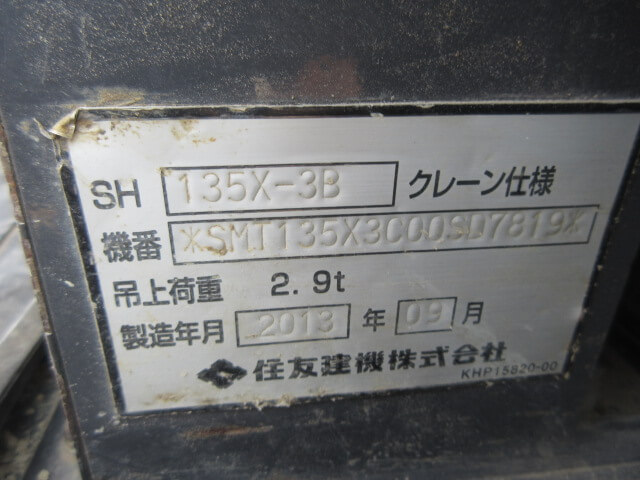 SH 135X-3B クレーン仕様
機番 *SMT135X3C00SD7819*
吊上荷重 2.9t
製造年月 2013 年 09 月
住友建機株式会社
KHP15820-00